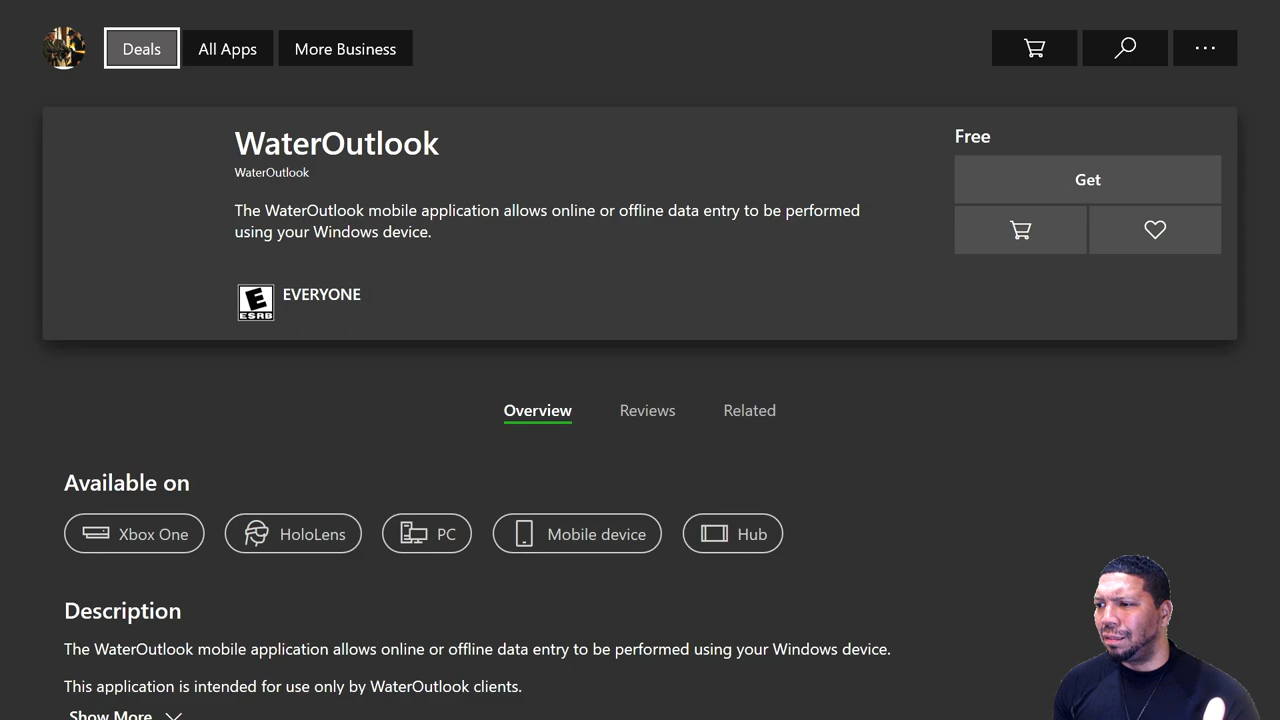 Deals
All Apps
More Business
WaterOutlook
WaterOutlook
The WaterOutlook mobile application allows online or offline data entry to be performed
using your Windows device.
E
ESRB
EVERYONE
Free
Get
Overview
Reviews
Related
Available on
Xbox One
HoloLens
PC
Mobile device
Hub
Description
The WaterOutlook mobile application allows online or offline data entry to be performed using your Windows device.
This application is intended for use only by WaterOutlook clients.
Show More